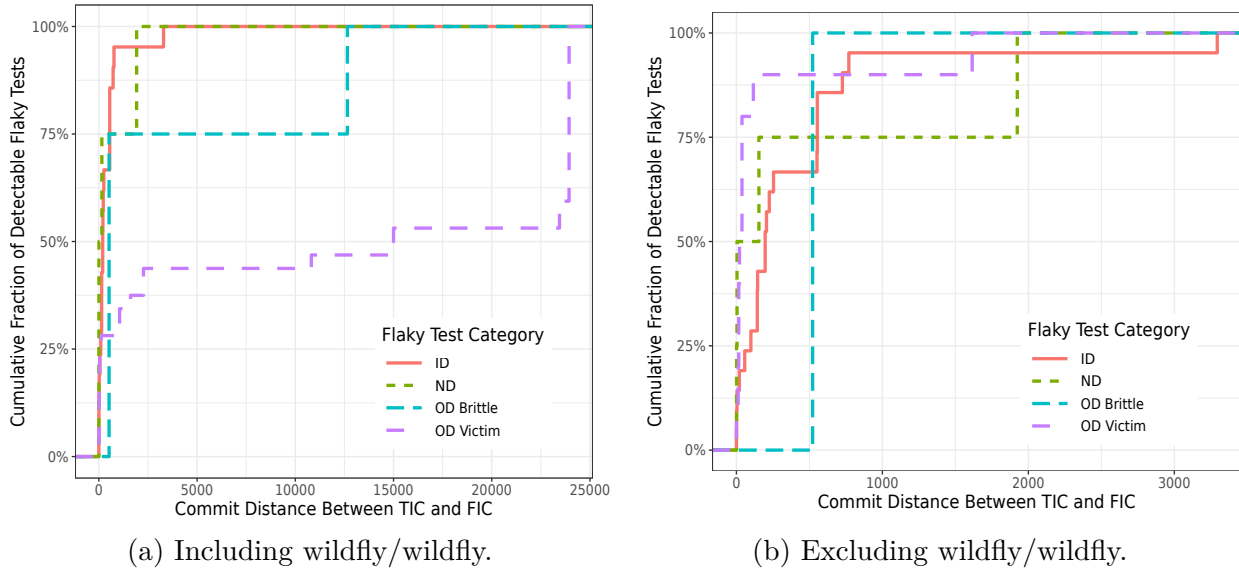 Cumulative Fraction of Detectable Flaky Tests
100%
75%
50%
25%
0%
Flaky Test Category
ID
ND
OD Brittle
OD Victim
0 5000 10000 15000 20000 25000
Commit Distance Between TIC and FIC
(a) Including wildfly/wildfly.
Cumulative Fraction of Detectable Flaky Tests
100%
75%
50%
25%
0%
Flaky Test Category
ID
ND
OD Brittle
OD Victim
0 1000 2000 3000
Commit Distance Between TIC and FIC
(b) Excluding wildfly/wildfly.